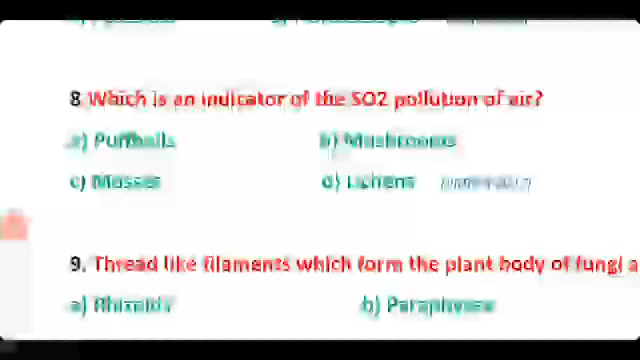 8 Which is an indicator of the SO2 pollution of air?
a) Puffballs b) Mushrooms
c) Mosses d) Lichens
9. Thread like filaments which form the plant body of fungi a
a) Rhizoids b) Paraphyses